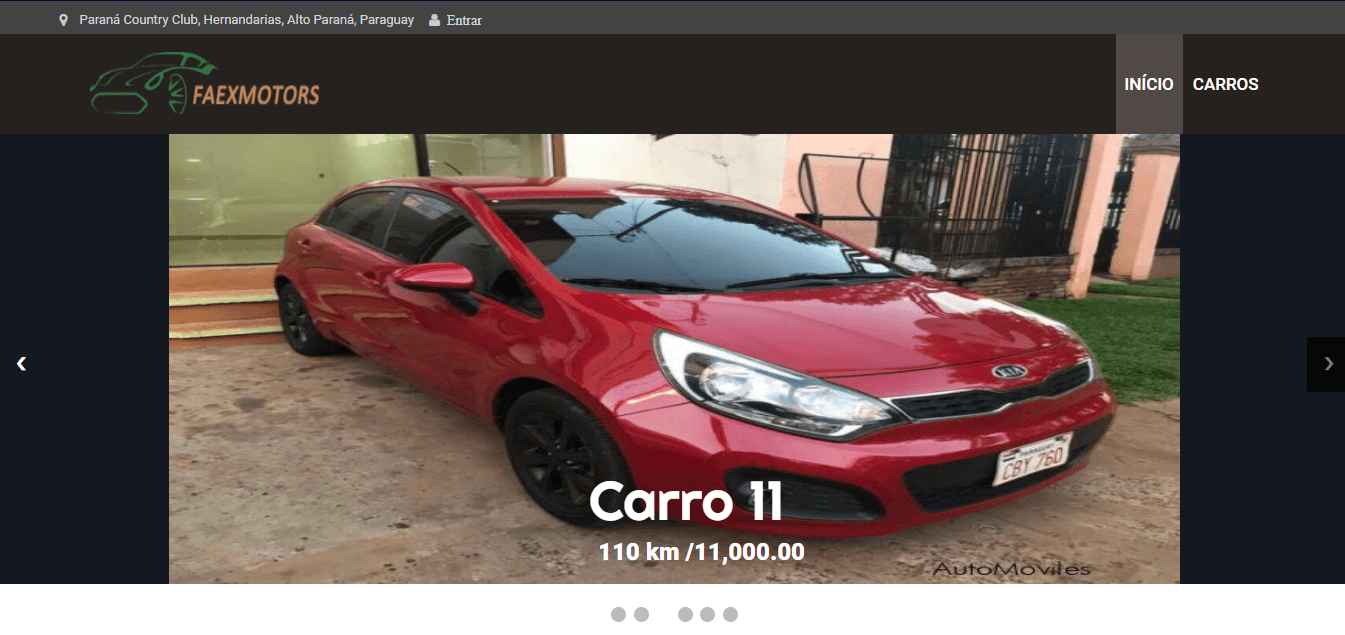 Paraná Country Club, Hernandarias, Alto Paraná, Paraguay Entrar
FAEXMOTORS
INÍCIO CARROS
KIA
PARAGUAY
CBY 760
Carro 11
110 km /11,000.00
AutoMoviles